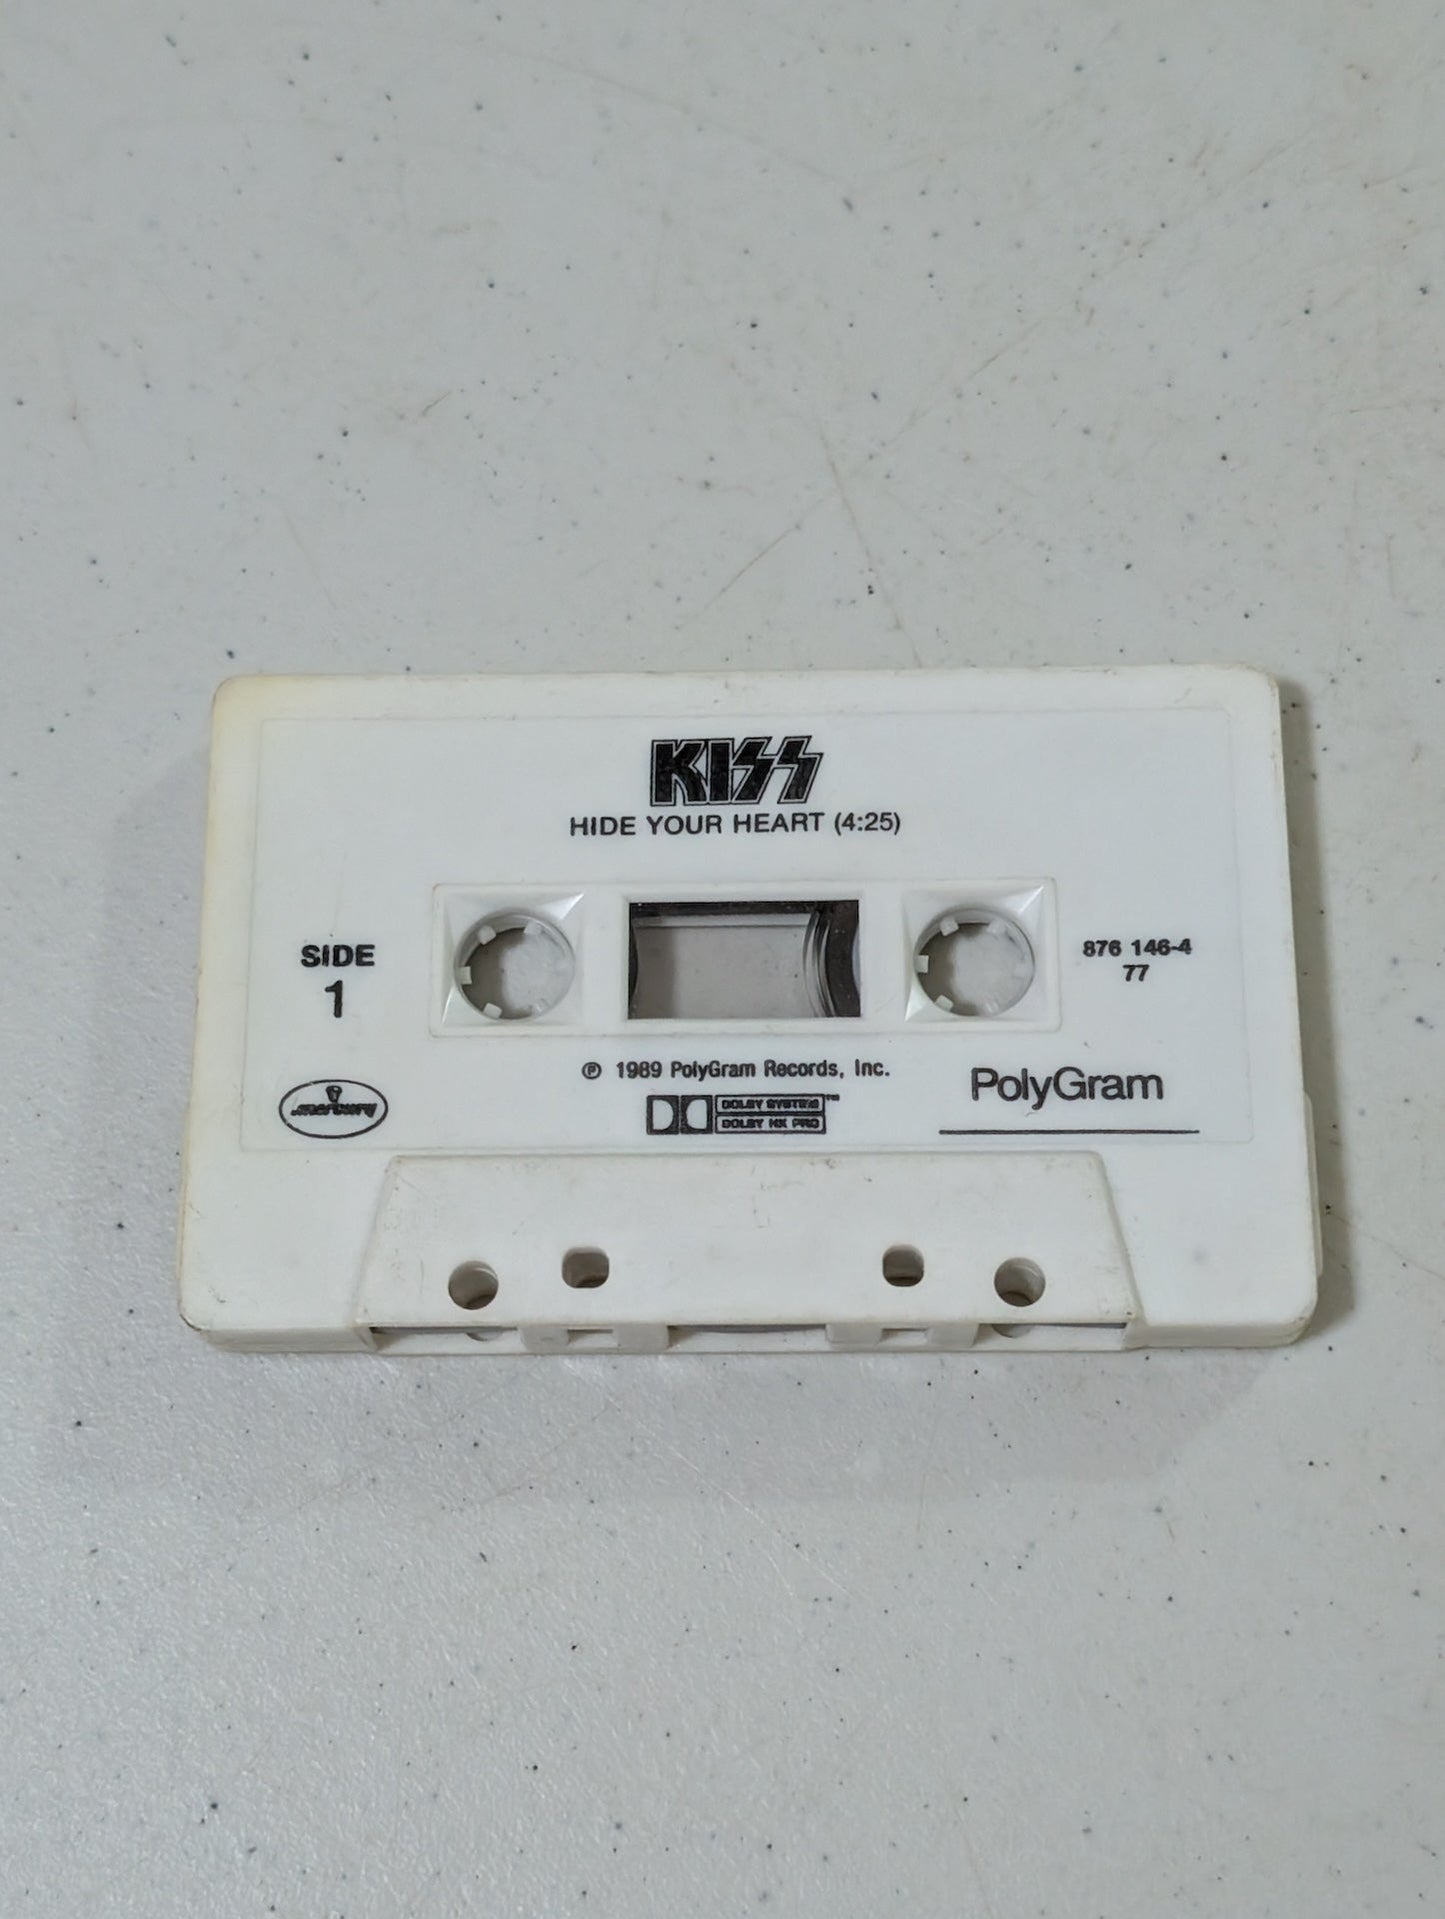 KISS
HIDE YOUR HEART (4:25)
SIDE
1
876 146-4
77
℗ 1989 PolyGram Records, Inc.
DOLBY SYSTEM™
DOLBY HX PRO
mercury
PolyGram